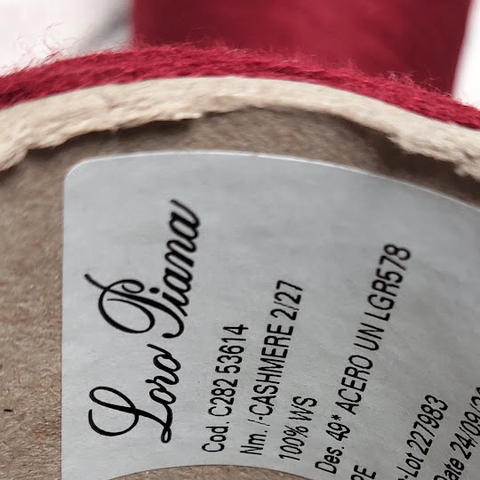 Loro Piana
Cod. C282 53614
Nm. /-CASHMERE 2/27
100% WS
Des. 49* ACERO UN LGR578
PE
-Lot 227983
Date 24/09/